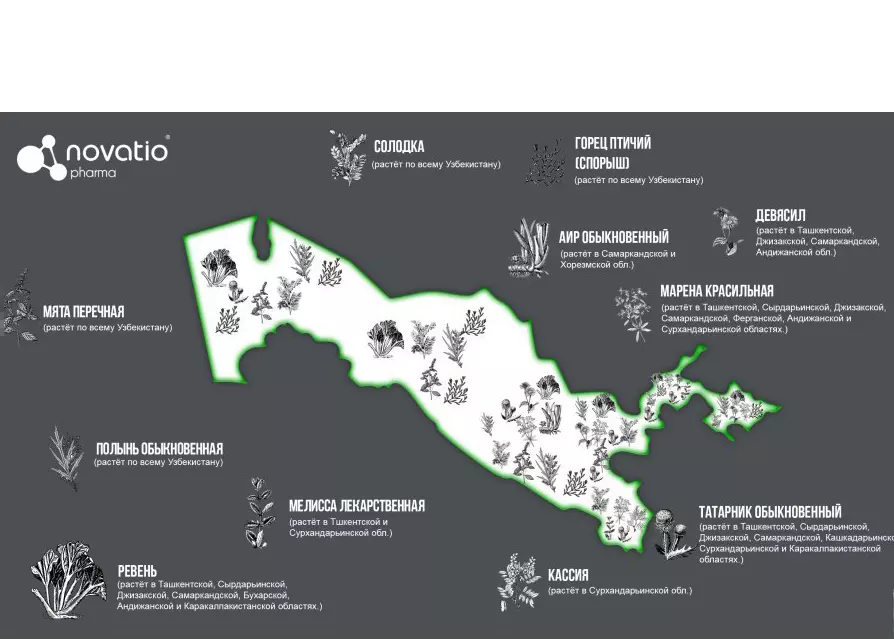 novatio®
pharma
СОЛОДКА
(растёт по всему Узбекистану)
ГОРЕЦ ПТИЧИЙ
(СПОРЫШ)
(растёт по всему Узбекистану)
АИР ОБЫКНОВЕННЫЙ
(растёт в Самаркандской и
Хорезмской обл.)
ДЕВЯСИЛ
(растёт в Ташкентской,
Джизакской, Самаркандской,
Андижанской обл.)
МАРЕНА КРАСИЛЬНАЯ
(растёт в Ташкентской, Сырдарьинской, Джизакской,
Самаркандской, Ферганской, Андижанской и
Сурхандарьинской областях.)
МЯТА ПЕРЕЧНАЯ
(растёт по всему Узбекистану)
ПОЛЫНЬ ОБЫКНОВЕННАЯ
(растёт по всему Узбекистану)
МЕЛИССА ЛЕКАРСТВЕННАЯ
(растёт в Тшкентской и
Сурхандарьинской обл.)
ТАТАРНИК ОБЫКНОВЕННЫЙ
(растёт в Ташкентской, Сырдарьинской,
Джизакской, Самаркандской, Кашкадарьинско
Сурхандарьинской и Каракалпакистанской
областях.)
РЕВЕНЬ
(растёт в Ташкентской, Сырдарьинской,
Джизакской, Самаркандской, Бухарской,
Андижанской и Каракалпакистанской областях.)
КАССИЯ
(растёт в Сурхандарьинской обл.)